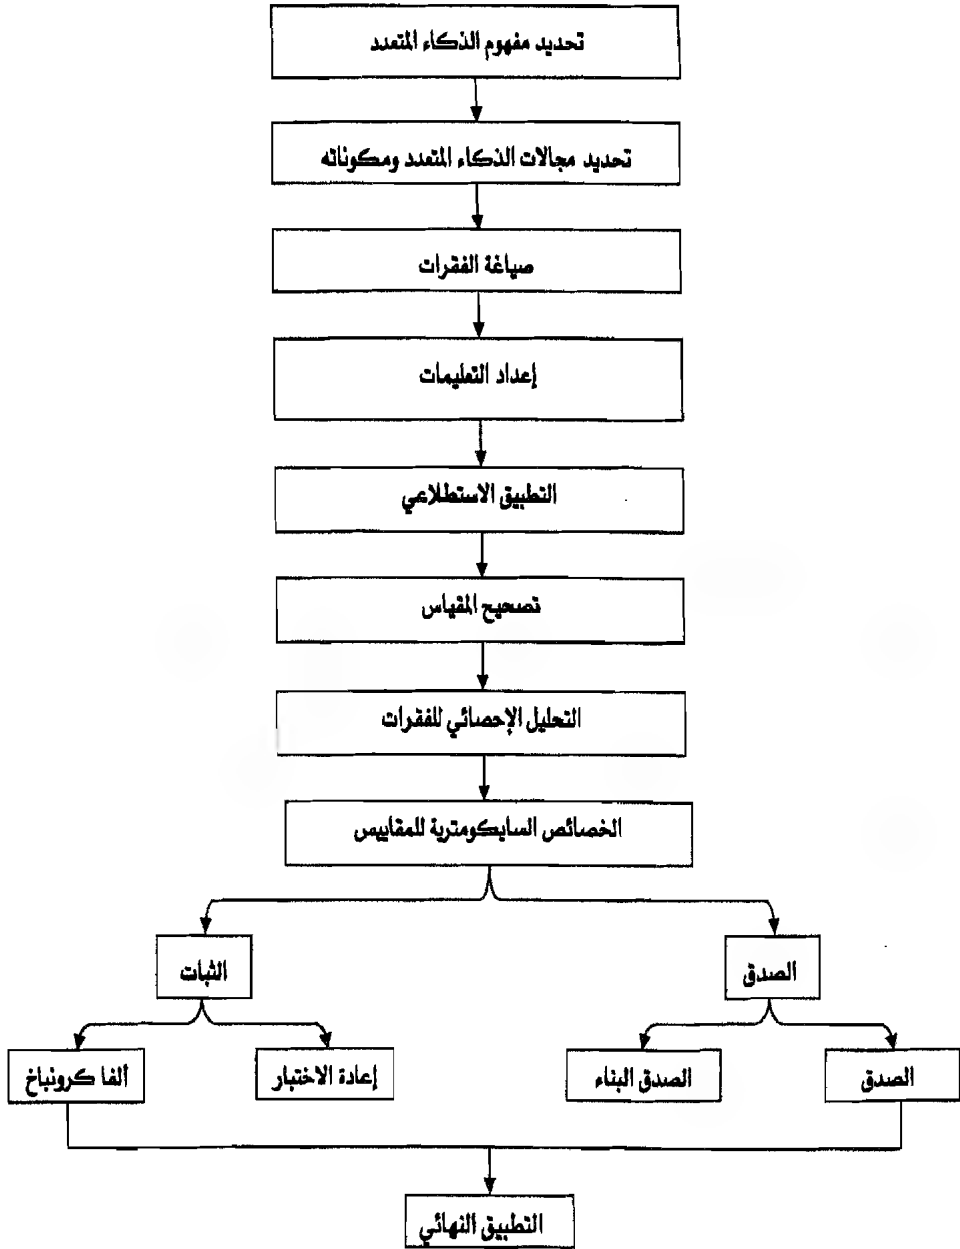 تحديد مفهوم الذكاء المتعدد
تحديد مجالات الذكاء المتعدد ومكوناته
صياغة الفقرات
إعداد التعليمات
التطبيق الاستطلاعي
تصحيح المقياس
التحليل الإحصائي للفقرات
الخصائص السايكومترية للمقاييس
الصدق
الثبات
الصدق
الصدق البناء
إعادة الاختبار
ألفا كرونباخ
التطبيق النهائي